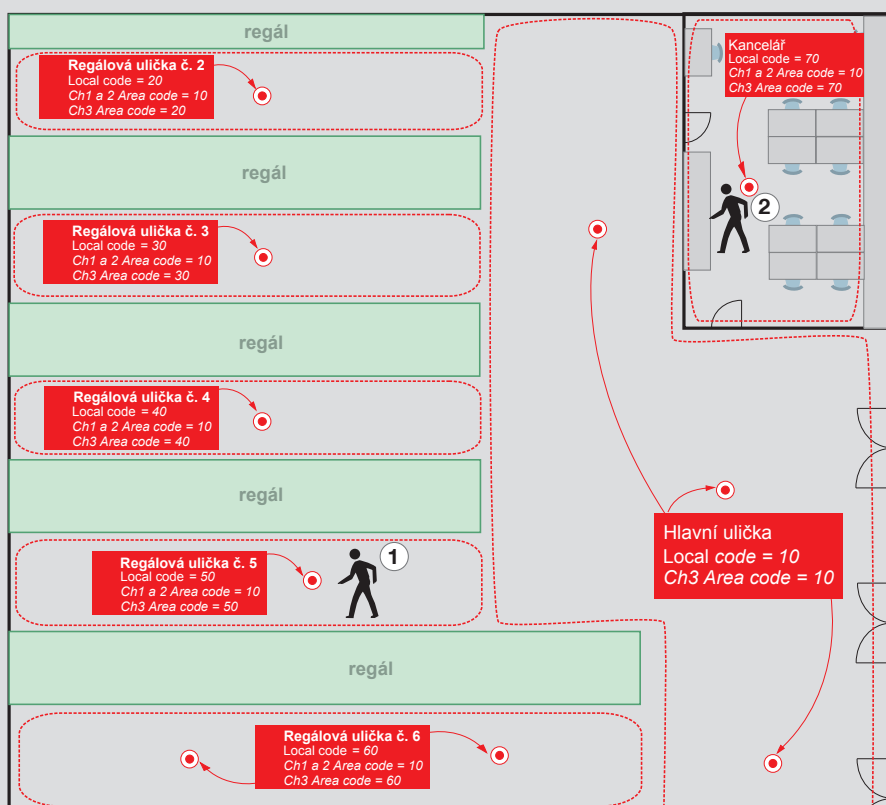 regál
Regálová ulička č. 2
Local code = 20
Ch1 a 2 Area code = 10
Ch3 Area code = 20
Kancelář
Local code = 70
Ch1 a 2 Area code = 10
Ch3 Area code = 70
regál
2
Regálová ulička č. 3
Local code = 30
Ch1 a 2 Area code = 10
Ch3 Area code = 30
regál
Regálová ulička č. 4
Local code = 40
Ch1 a 2 Area code = 10
Ch3 Area code = 40
regál
Hlavní ulička
Local code = 10
Ch3 Area code = 10
1
Regálová ulička č. 5
Local code = 50
Ch1 a 2 Area code = 10
Ch3 Area code = 50
regál
Regálová ulička č. 6
Local code = 60
Ch1 a 2 Area code = 10
Ch3 Area code = 60